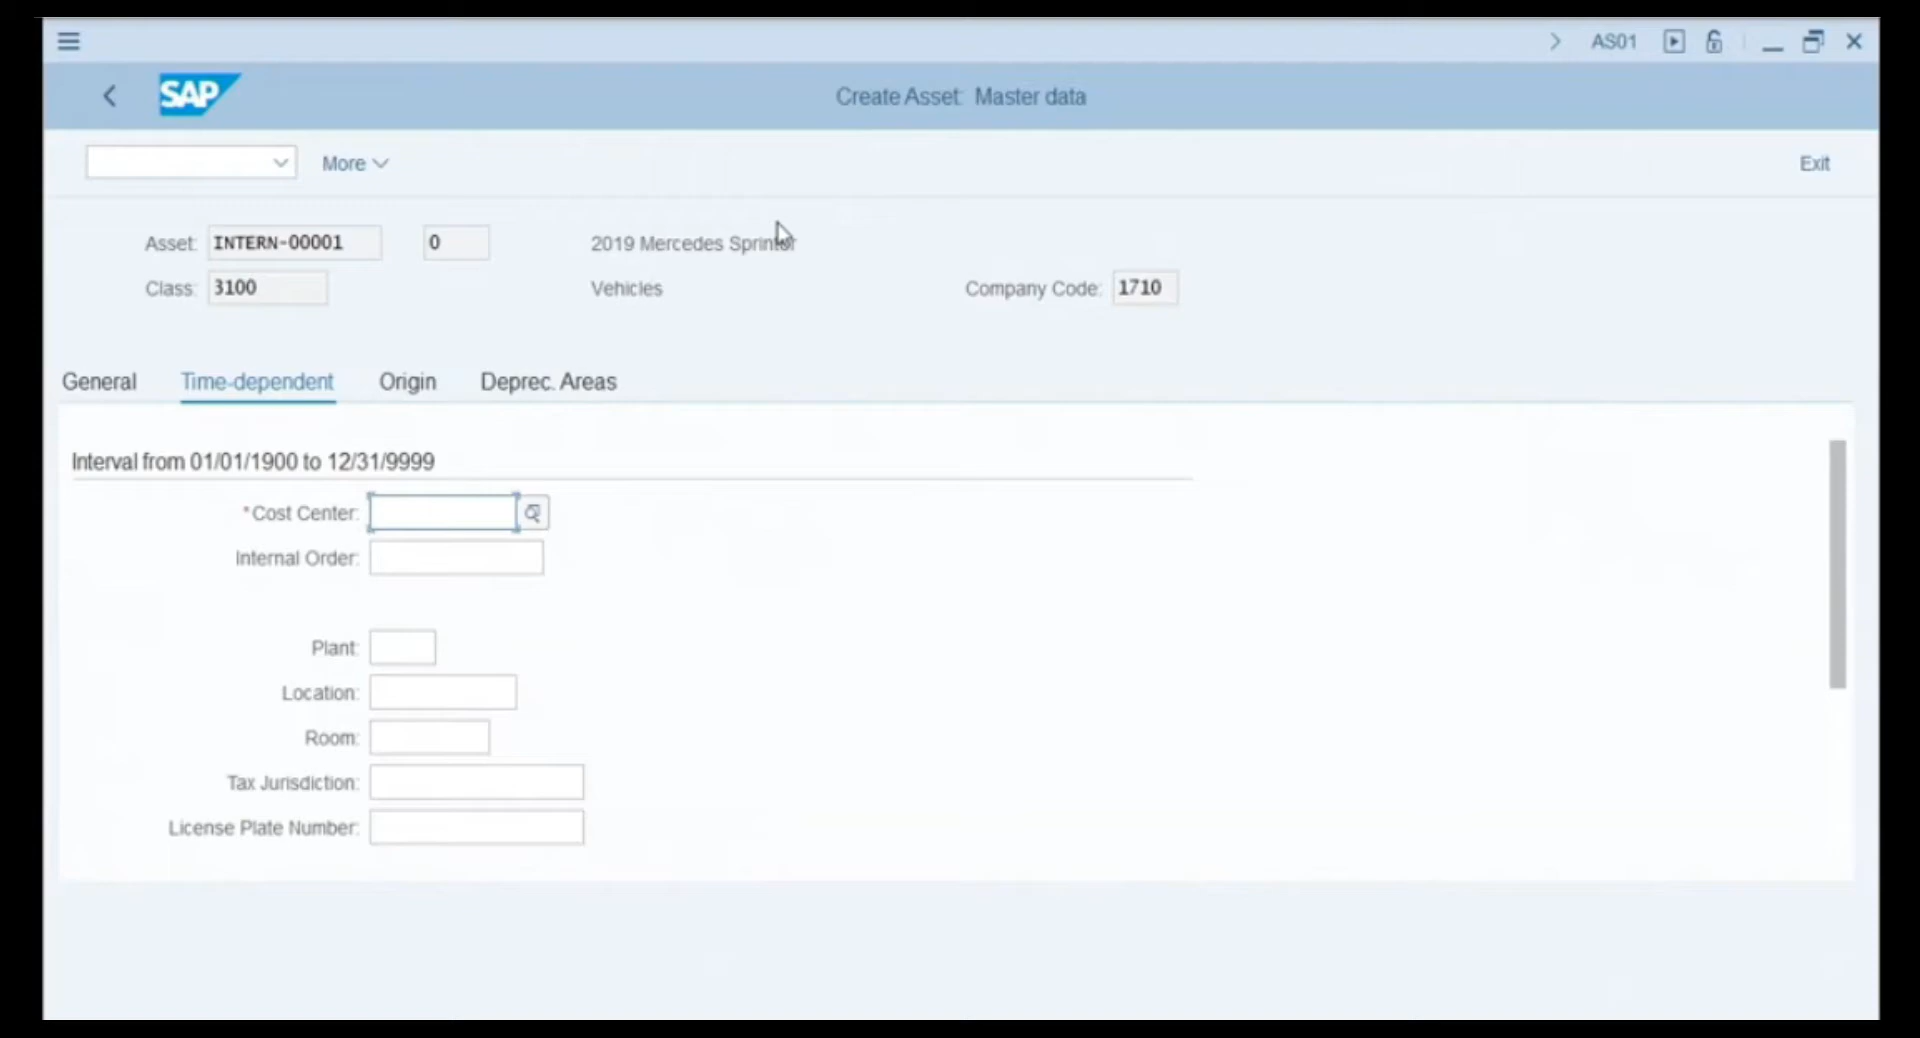 AS01
SAP
Create Asset: Master data
More
Exit
Asset: INTERN-00001 0 2019 Mercedes Sprintor
Class: 3100 Vehicles Company Code: 1710
General Time-dependent Origin Deprec. Areas
Interval from 01/01/1900 to 12/31/9999
*Cost Center:
Internal Order:
Plant:
Location:
Room:
Tax Jurisdiction:
License Plate Number: